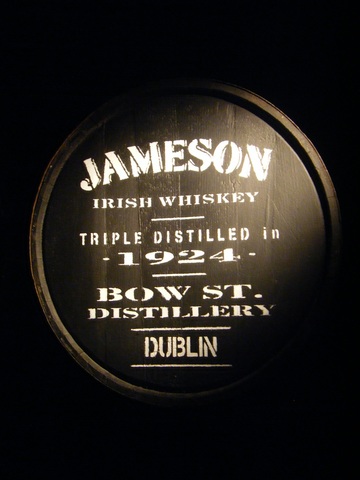 JAMESON
IRISH WHISKEY
TRIPLE DISTILLED in
-1924-
BOW ST.
DISTILLERY
DUBLIN